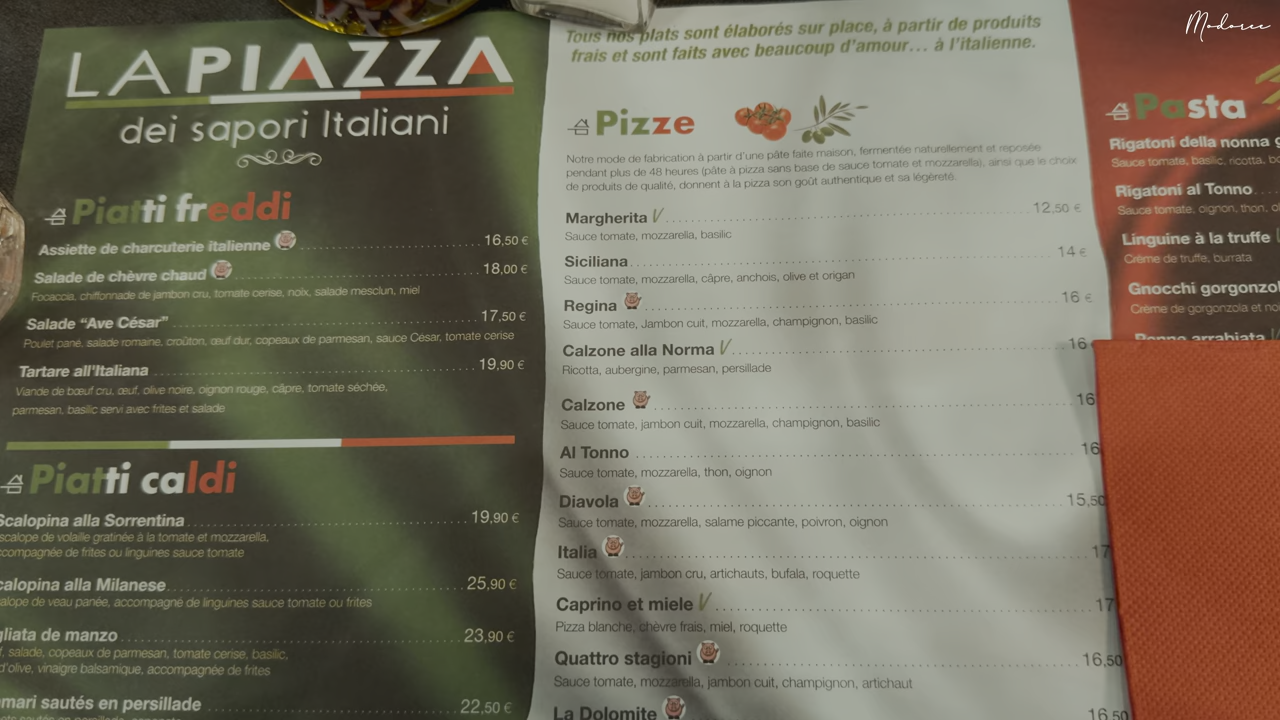 Modoree
LA PIAZZA
dei sapori Italiani
Piatti freddi
Assiette de charcuterie italienne 16,50 €
Salade de chèvre chaud 18,00 €
Focaccia, chiffonnade de jambon cru, tomate cerise, noix, salade mesclun, miel
Salade “Ave César” 17,50 €
Poulet pané, salade romaine, croûton, œuf dur, copeaux de parmesan, sauce César, tomate cerise
Tartare all'Italiana 19,90 €
Viande de bœuf cru, œuf, olive noire, oignon rouge, câpre, tomate séchée,
parmesan, basilic servi avec frites et salade
Piatti caldi
Scalopina alla Sorrentina 19,90 €
scalope de volaille gratinée à la tomate et mozzarella,
ccompagnée de frites ou linguines sauce tomate
calopina alla Milanese 25,90 €
alope de veau panée, accompagné de linguines sauce tomate ou frites
gliata de manzo 23,90 €
f, salade, copeaux de parmesan, tomate cerise, basilic,
d'olive, vinaigre balsamique, accompagnée de frites
mari sautés en persillade 22,50 €
Tous nos plats sont élaborés sur place, à partir de produits
frais et sont faits avec beaucoup d'amour... à l'italienne.
Pizze
Notre mode de fabrication à partir d'une pâte faite maison, fermentée naturellement et reposée
pendant plus de 48 heures (pâte à pizza sans base de sauce tomate et mozzarella), ainsi que le choix
de produits de qualité, donnent à la pizza son goût authentique et sa légèreté.
Margherita V 12,50 €
Sauce tomate, mozzarella, basilic
Siciliana 14 €
Sauce tomate, mozzarella, câpre, anchois, olive et origan
Regina 16 €
Sauce tomate, Jambon cuit, mozzarella, champignon, basilic
Calzone alla Norma V 16
Ricotta, aubergine, parmesan, persillade
Calzone 16
Sauce tomate, jambon cuit, mozzarella, champignon, basilic
Al Tonno 16
Sauce tomate, mozzarella, thon, oignon
Diavola 15,50
Sauce tomate, mozzarella, salame piccante, poivron, oignon
Italia 17
Sauce tomate, jambon cru, artichauts, bufala, roquette
Caprino et miele V 17
Pizza blanche, chèvre frais, miel, roquette
Quattro stagioni 16,50
Sauce tomate, mozzarella, jambon cuit, champignon, artichaut
La Dolomite 16,50
Pasta
Rigatoni della nonna
Sauce tomate, basilic, ricotta,
Rigatoni al Tonno
Sauce tomate, oignon, thon,
Linguine à la truffe
Crème de truffe, burrata
Gnocchi gorgonzol
Crème de gorgonzola et no
Penne arrabiata